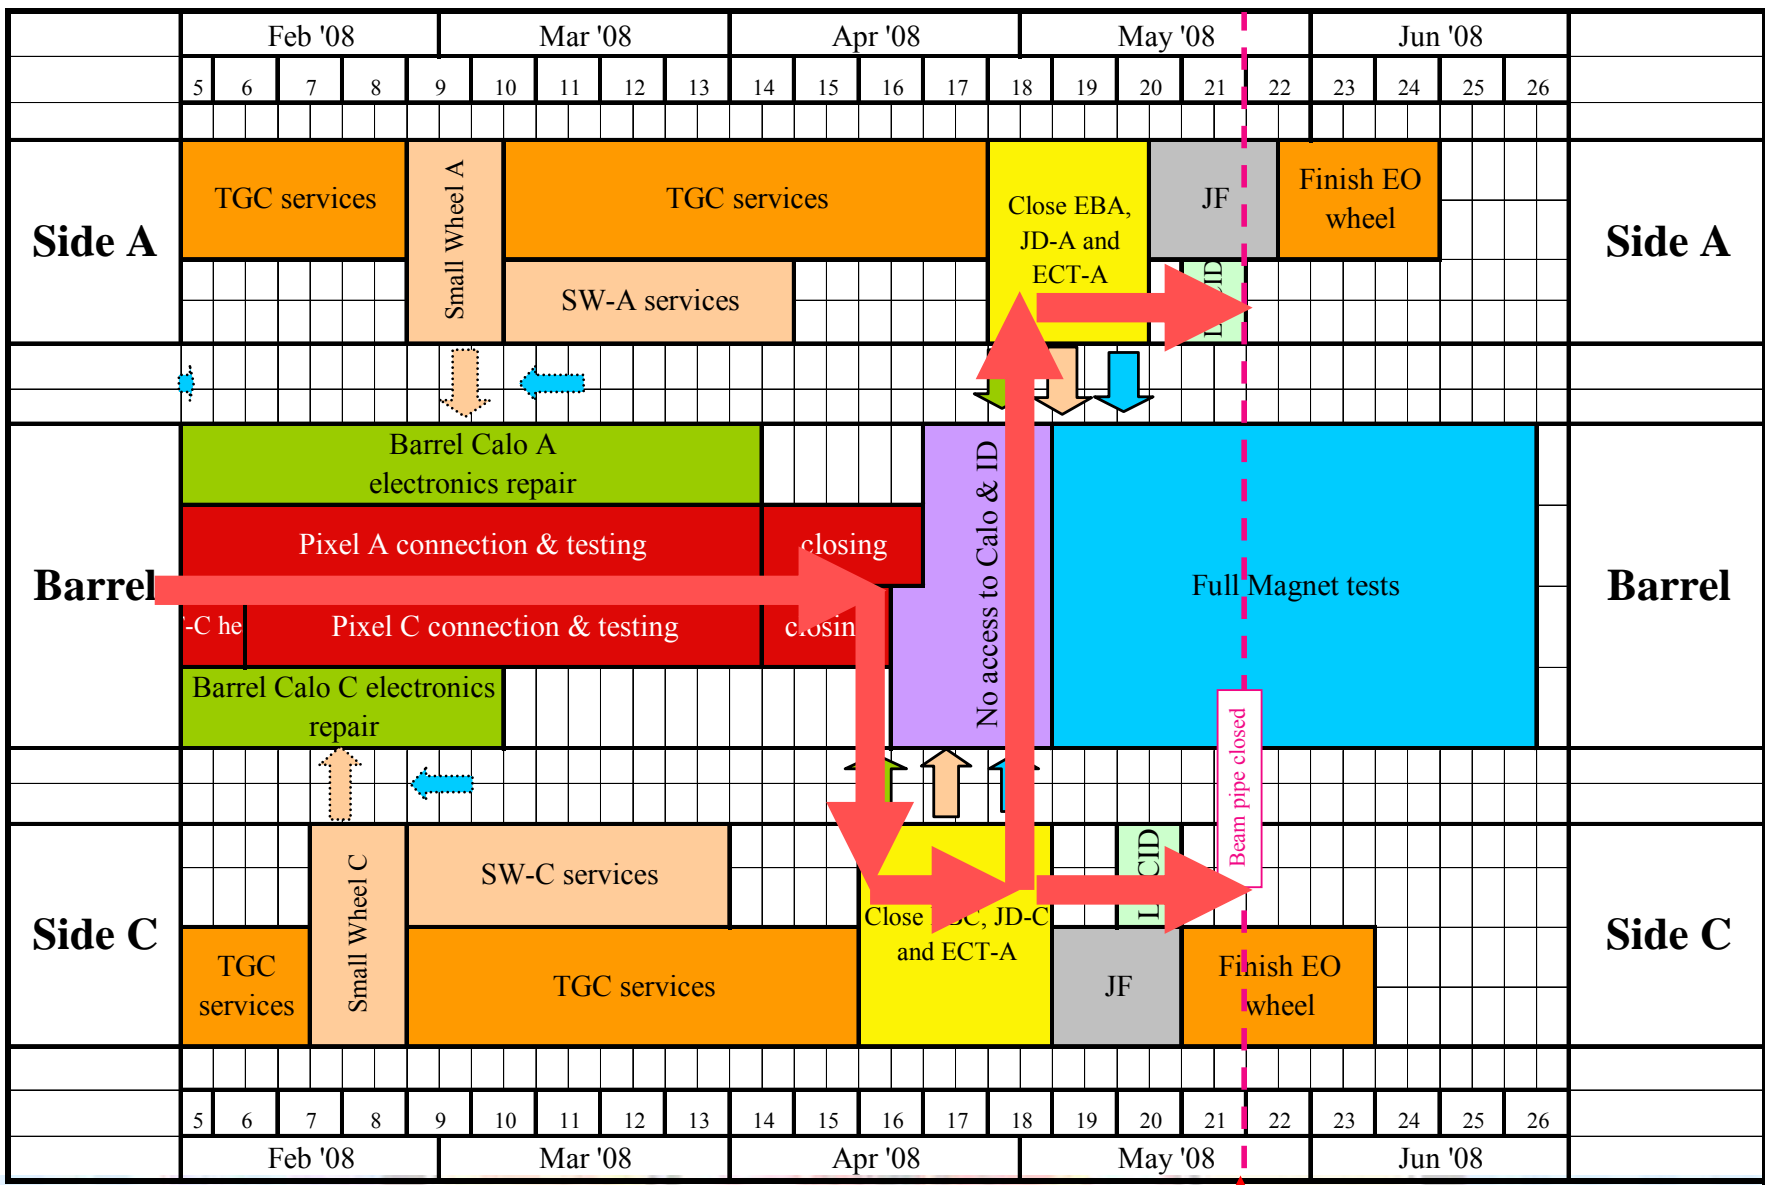 Feb '08 Mar '08 Apr '08 May '08 Jun '08
5 6 7 8 9 10 11 12 13 14 15 16 17 18 19 20 21 22 23 24 25 26
Side A
TGC services
Small Wheel A
TGC services
SW-A services
Close EBA,
JD-A and
ECT-A
JF
Finish EO
wheel
Side A
Barrel
Barrel Calo A
electronics repair
Pixel A connection & testing
closing
-C he
Pixel C connection & testing
closin
Barrel Calo C electronics
repair
No access to Calo & ID
Full Magnet tests
Barrel
Beam pipe closed
Side C
TGC
services
Small Wheel C
SW-C services
TGC services
Close BC, JD-C
and ECT-A
JF
CID
Finish EO
wheel
Side C
5 6 7 8 9 10 11 12 13 14 15 16 17 18 19 20 21 22 23 24 25 26
Feb '08 Mar '08 Apr '08 May '08 Jun '08